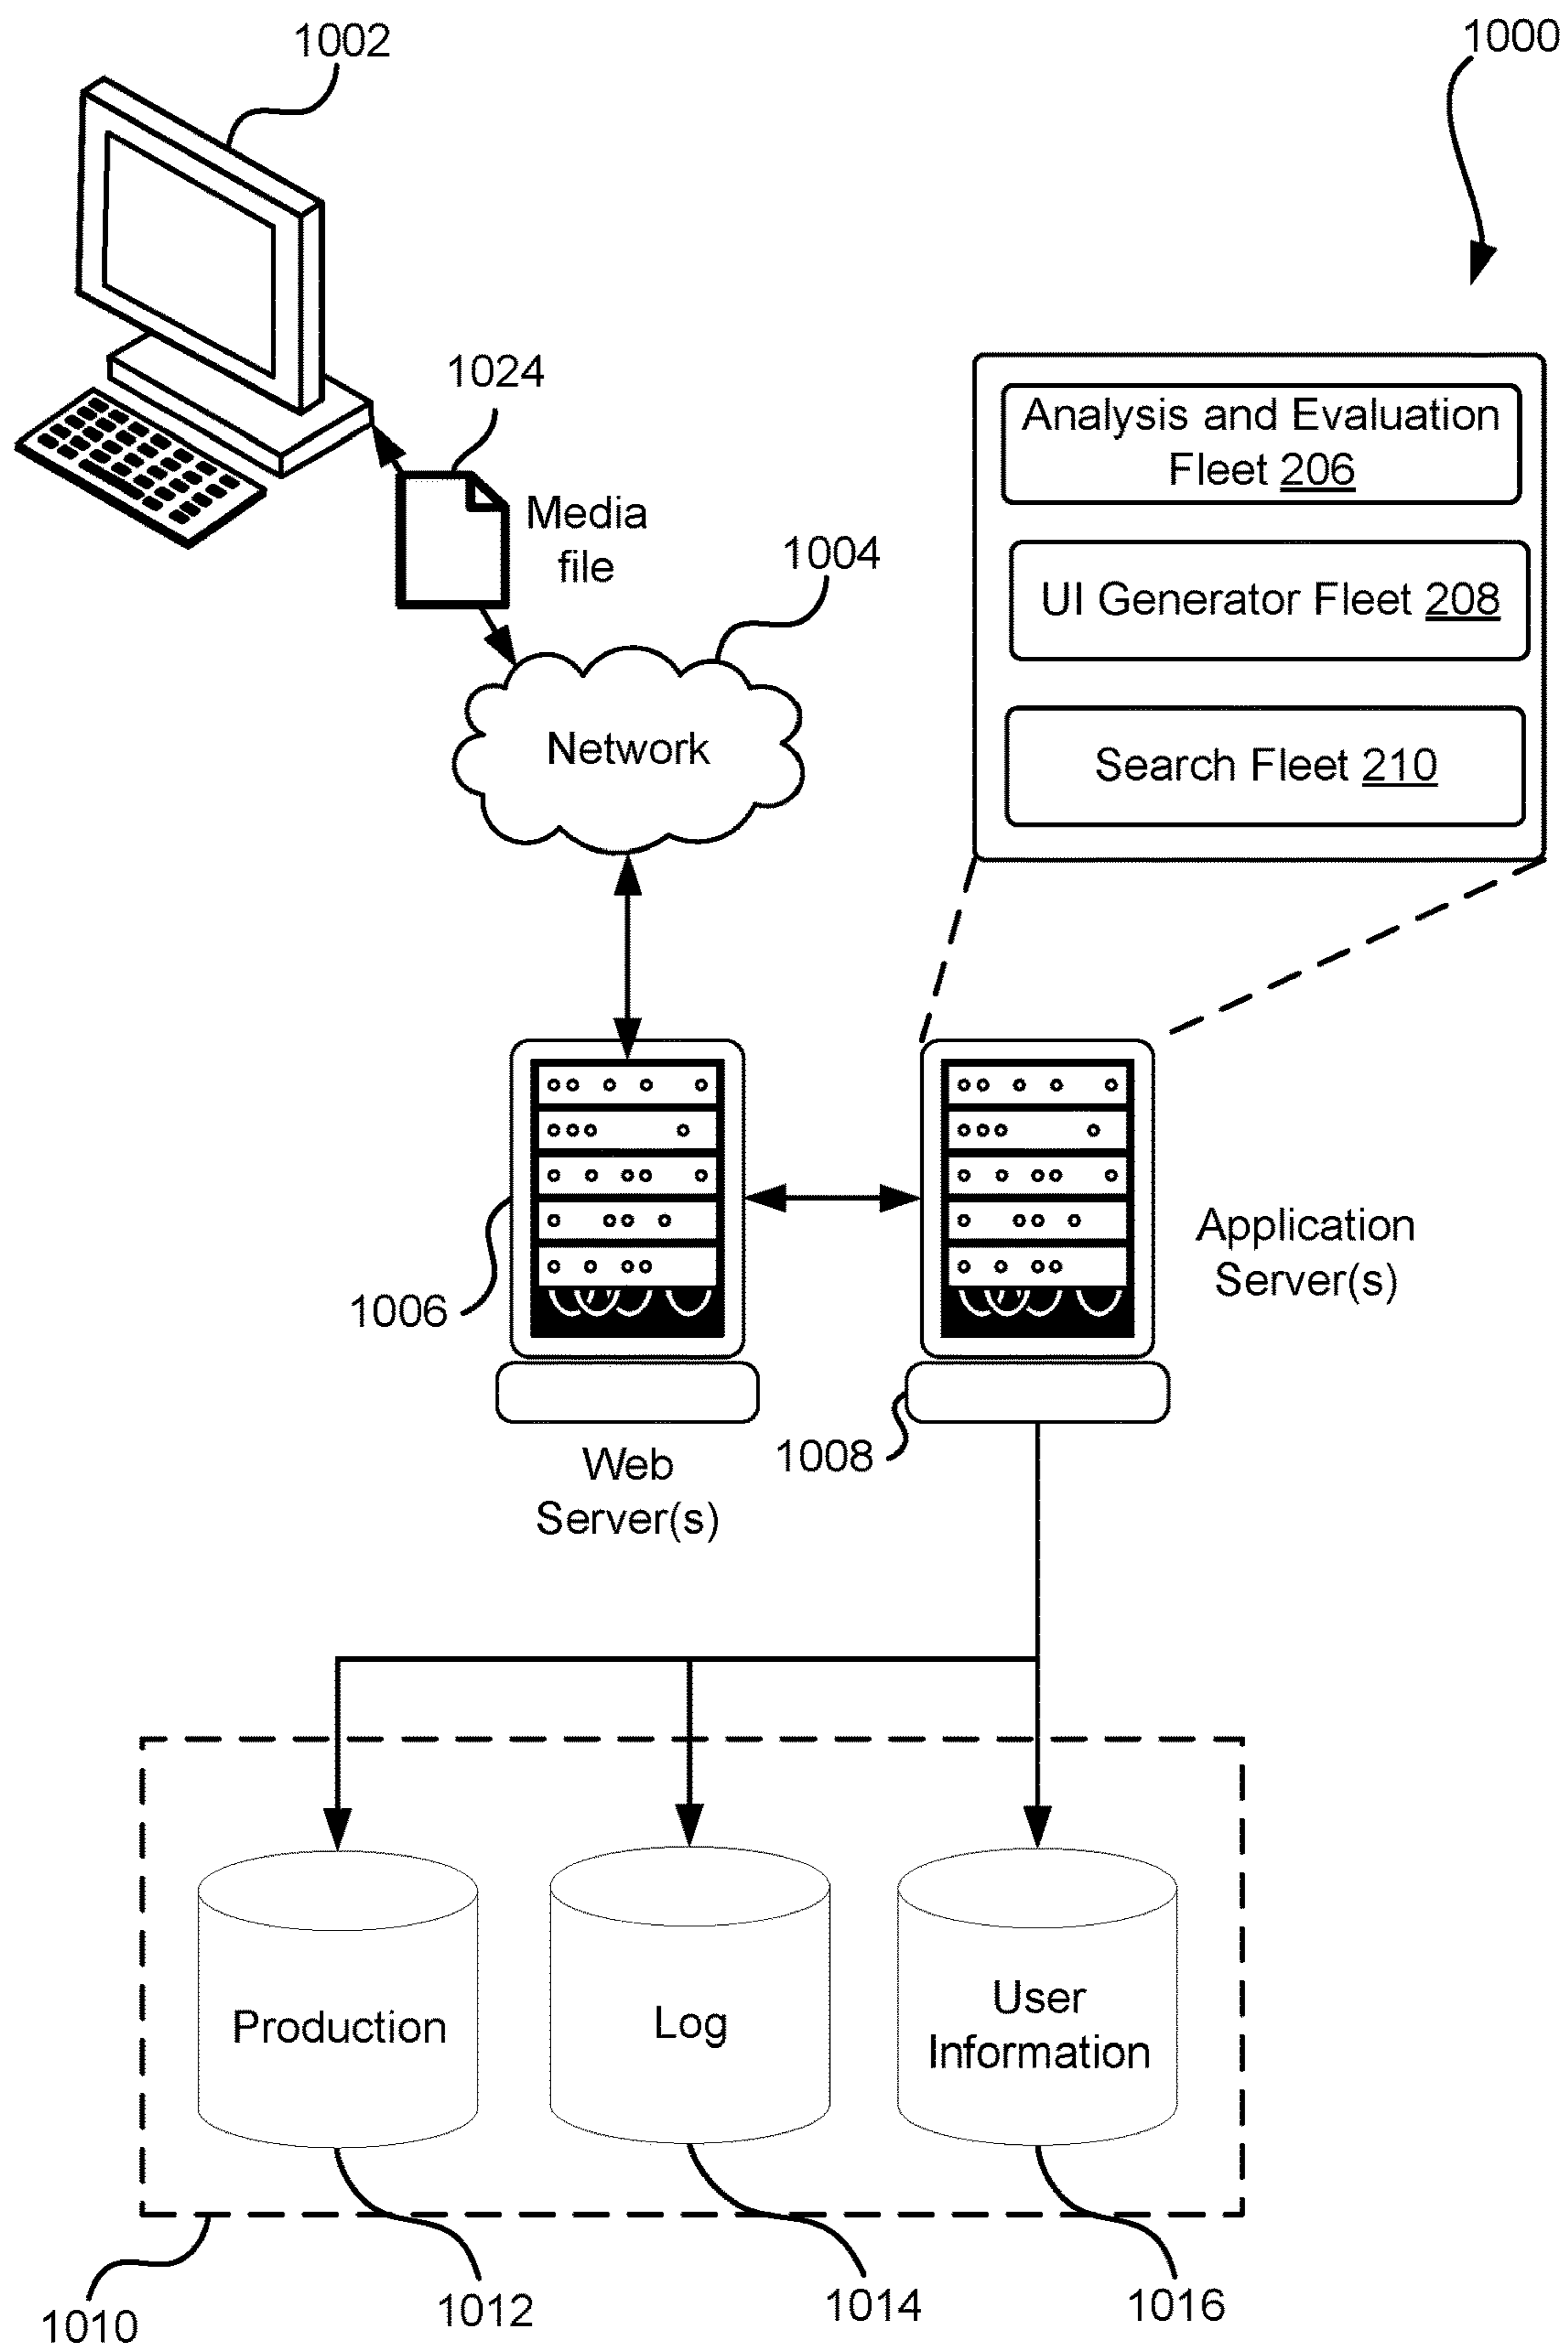 1002
1000
1024
Media
file
1004
Network
Analysis and Evaluation
Fleet 206
UI Generator Fleet 208
Search Fleet 210
1006
Application
Server(s)
1008
Web
Server(s)
Production
Log
User
Information
1010
1012
1014
1016